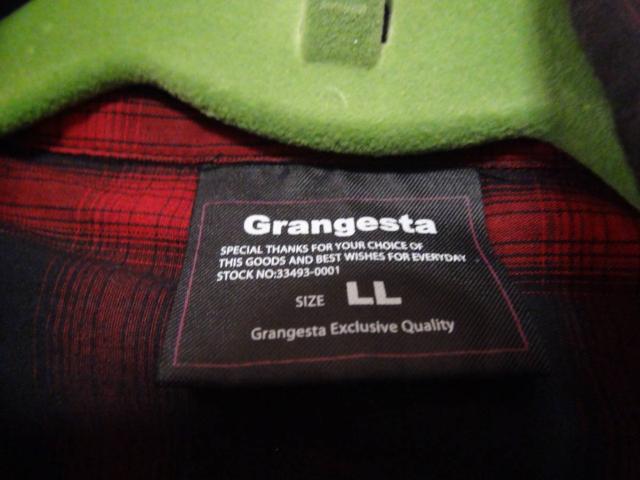 Grangesta
SPECIAL THANKS FOR YOUR CHOICE OF
THIS GOODS AND BEST WISHES FOR EVERYDAY
STOCK NO:33493-0001
SIZE LL
Grangesta Exclusive Quality